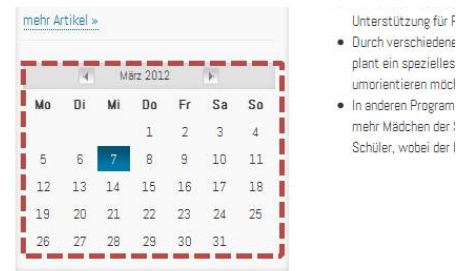 mehr Artikel »
März 2012
Mo Di Mi Do Fr Sa So
1 2 3 4
5 6 7 8 9 10 11
12 13 14 15 16 17 18
19 20 21 22 23 24 25
26 27 28 29 30 31
Unterstützung für
Durch verschiedene
plant ein spezielles
umorientieren
In anderen
mehr Mädchen der
Schüler, wobei der